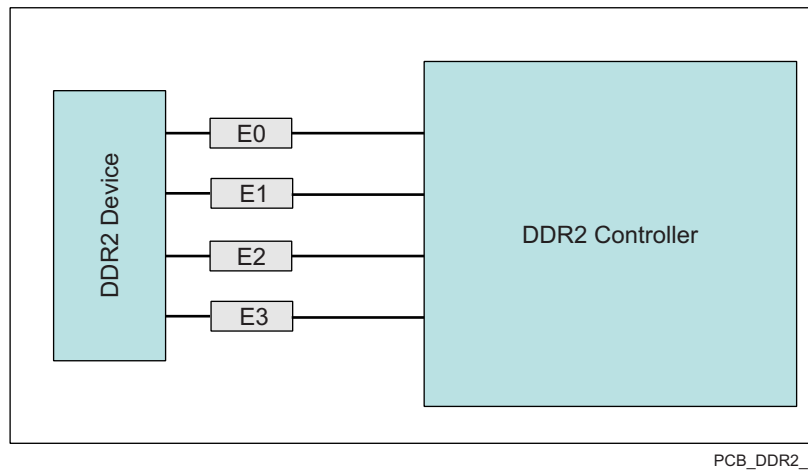 DDR2 Device
E0
E1
E2
E3
DDR2 Controller
PCB_DDR2_